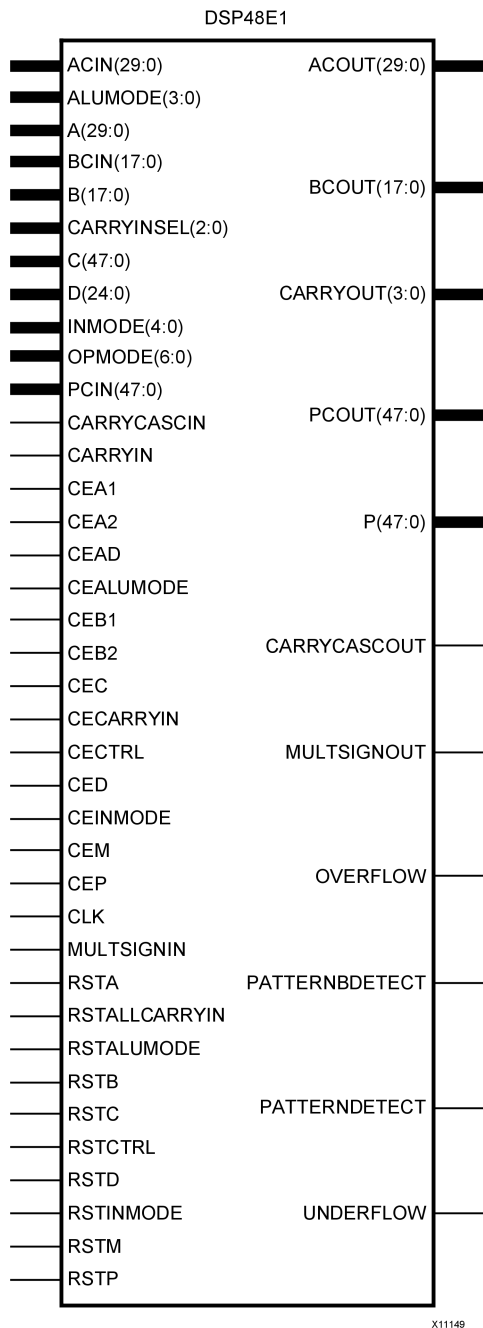 DSP48E1
ACIN(29:0) ACOUT(29:0)
ALUMODE(3:0)
A(29:0)
BCIN(17:0)
BCOUT(17:0)
B(17:0)
CARRYINSEL(2:0)
C(47:0)
D(24:0) CARRYOUT(3:0)
INMODE(4:0)
OPMODE(6:0)
PCIN(47:0)
PCOUT(47:0)
CARRYCASCIN
CARRYIN
CEA1
CEA2 P(47:0)
CEAD
CEALUMODE
CEB1
CEB2 CARRYCASCOUT
CEC
CECARRYIN
CECTRL MULTSIGNOUT
CED
CEINMODE
CEM
CEP OVERFLOW
CLK
MULTSIGNIN
RSTA PATTERNBDETECT
RSTALLCARRYIN
RSTALUMODE
RSTB
RSTC PATTERNDETECT
RSTCTRL
RSTD
RSTINMODE UNDERFLOW
RSTM
RSTP
X11149